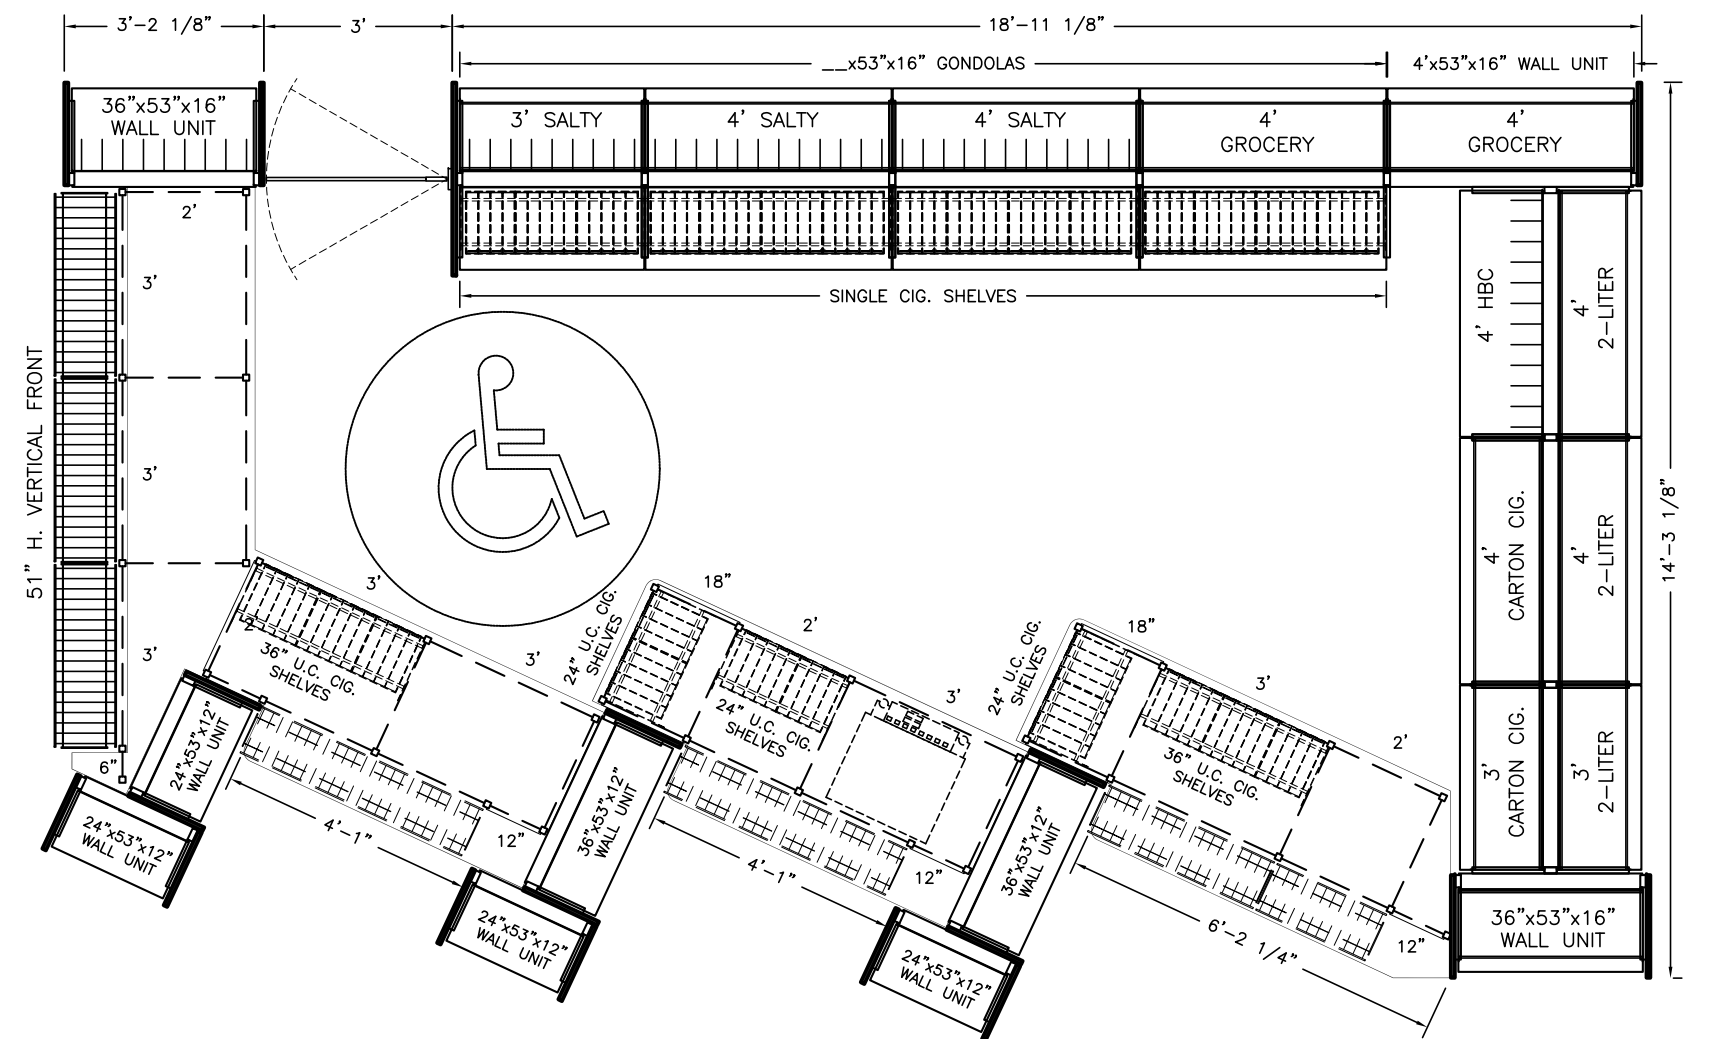 3'-2 1/8"
3'
18'-11 1/8"
__x53"x16" GONDOLAS
4'x53"x16" WALL UNIT
36"x53"x16"
WALL UNIT
3' SALTY
4' SALTY
4' SALTY
4'
GROCERY
4'
GROCERY
2'
3'
3'
3'
6"
51" H. VERTICAL FRONT
SINGLE CIG. SHELVES
4' HBC
4'
2-LITER
4'
CARTON CIG.
4'
2-LITER
3'
CARTON CIG.
3'
2-LITER
14'-3 1/8"
3'
2'
36" U.C. CIG.
SHELVES
3'
24" U.C. CIG.
SHELVES
18"
2'
24" U.C. CIG.
SHELVES
3'
24" U.C. CIG.
SHELVES
18"
3'
36" U.C. CIG.
SHELVES
2'
24"x53"x12"
WALL UNIT
24"x53"x12"
WALL UNIT
4'-1"
12"
36"x53"x12"
WALL UNIT
24"x53"x12"
WALL UNIT
4'-1"
12"
36"x53"x12"
WALL UNIT
24"x53"x12"
WALL UNIT
6'-2 1/4"
12"
36"x53"x16"
WALL UNIT